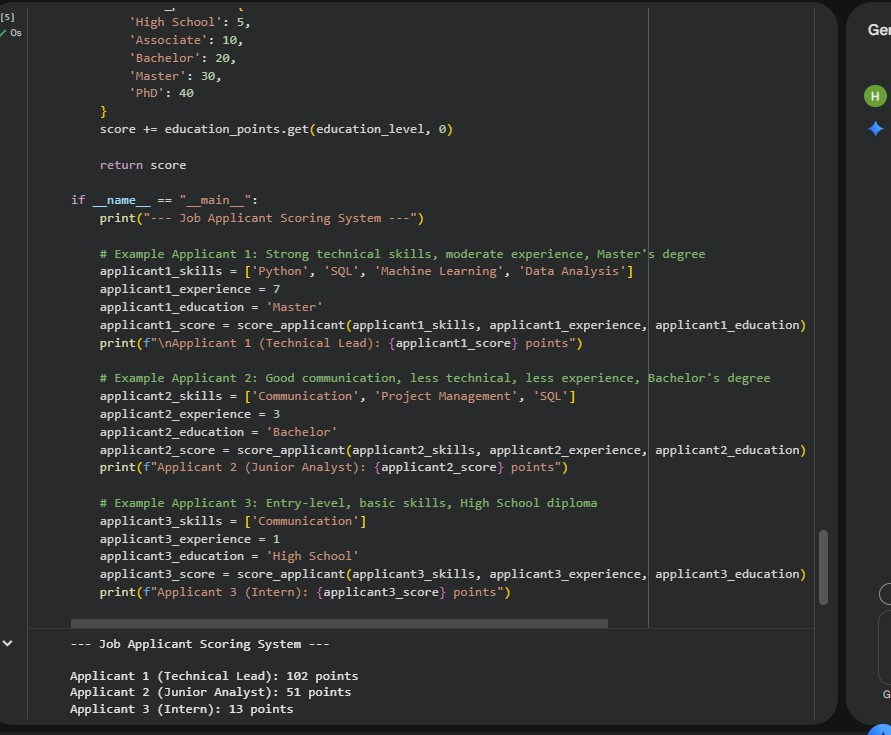 [5]
0s
'High School': 5,
'Associate': 10,
'Bachelor': 20,
'Master': 30,
'PhD': 40
}
score += education_points.get(education_level, 0)
return score
if __name__ == "__main__":
print("--- Job Applicant Scoring System ---")
# Example Applicant 1: Strong technical skills, moderate experience, Master's degree
applicant1_skills = ['Python', 'SQL', 'Machine Learning', 'Data Analysis']
applicant1_experience = 7
applicant1_education = 'Master'
applicant1_score = score_applicant(applicant1_skills, applicant1_experience, applicant1_education)
print(f"\nApplicant 1 (Technical Lead): {applicant1_score} points")
# Example Applicant 2: Good communication, less technical, less experience, Bachelor's degree
applicant2_skills = ['Communication', 'Project Management', 'SQL']
applicant2_experience = 3
applicant2_education = 'Bachelor'
applicant2_score = score_applicant(applicant2_skills, applicant2_experience, applicant2_education)
print(f"Applicant 2 (Junior Analyst): {applicant2_score} points")
# Example Applicant 3: Entry-level, basic skills, High School diploma
applicant3_skills = ['Communication']
applicant3_experience = 1
applicant3_education = 'High School'
applicant3_score = score_applicant(applicant3_skills, applicant3_experience, applicant3_education)
print(f"Applicant 3 (Intern): {applicant3_score} points")
--- Job Applicant Scoring System ---
Applicant 1 (Technical Lead): 102 points
Applicant 2 (Junior Analyst): 51 points
Applicant 3 (Intern): 13 points
H